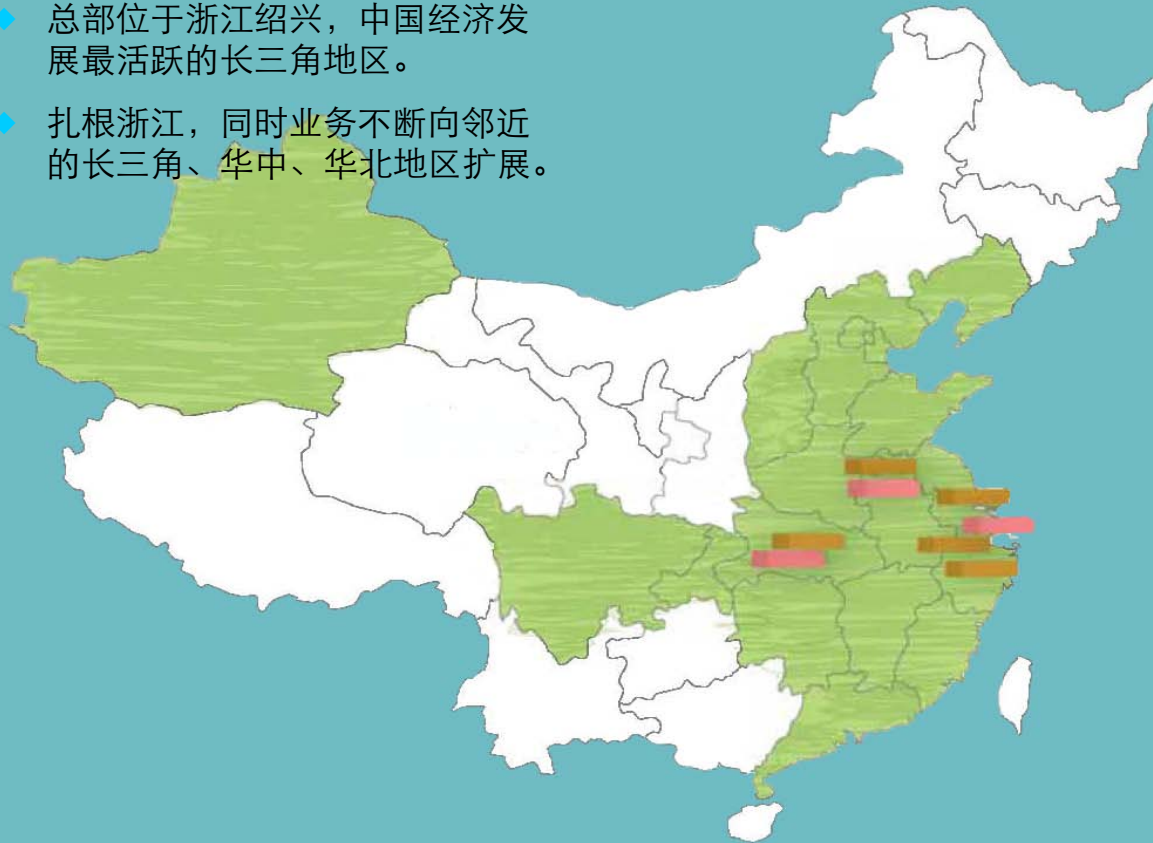 总部位于浙江绍兴，中国经济发
展最活跃的长三角地区。
扎根浙江，同时业务不断向邻近
的长三角、华中、华北地区扩展。